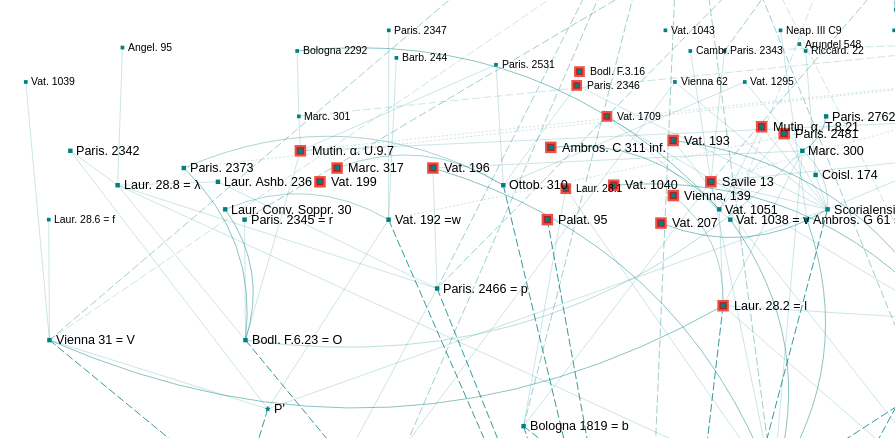 Paris. 2347
Vat. 1043
Neap. III C9
Angel. 95
Bologna 2292
Barb. 244
Paris. 2343
Arundel 548
Riccard. 22
Paris. 2531
Bodl. F.3.16
Vat. 1039
Paris. 2346
Vienna 62
Vat. 1295
Marc. 301
Vat. 1709
Paris. 2762
Mutin. α. T.8.21
Paris. 2481
Paris. 2342
Mutin. α. U.9.7
Ambros. C 311 inf.
Vat. 193
Marc. 300
Paris. 2373
Marc. 317
Vat. 196
Coisl. 174
Laur. 28.8 = λ
Laur. Ashb. 236
Vat. 199
Ottob. 310
Laur. 28.1
Vat. 1040
Savile 13
Vienna, 139
Laur. Conv. Soppr. 30
Vat. 1051
Scorialensi
Laur. 28.6 = f
Paris. 2345 = r
Vat. 192 =w
Palat. 95
Vat. 207
Vat. 1038 = v
Ambros. G 61
Paris. 2466 = p
Laur. 28.2 = l
Vienna 31 = V
Bodl. F.6.23 = O
P'
Bologna 1819 = b